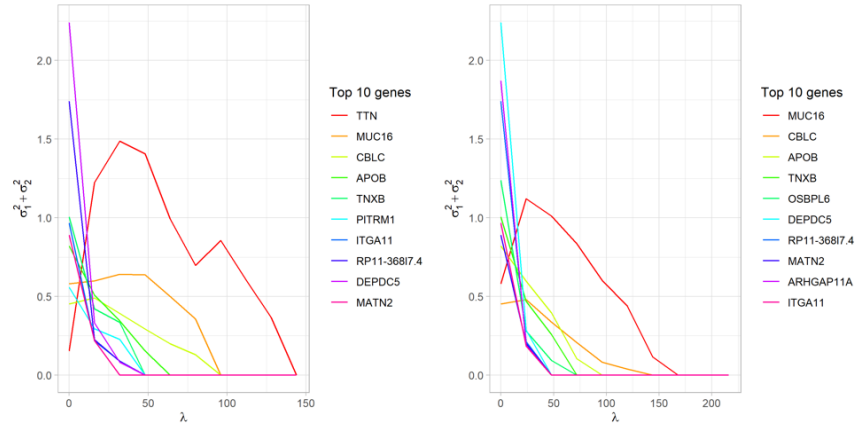 2.0
1.5
1.0
0.5
0.0
σ₁² + σ₂²
0 50 100 150
λ
Top 10 genes
TTN
MUC16
CBLC
APOB
TNXB
PITRM1
ITGA11
RP11-368I7.4
DEPDC5
MATN2
2.0
1.5
1.0
0.5
0.0
σ₁² + σ₂²
0 50 100 150 200
λ
Top 10 genes
MUC16
CBLC
APOB
TNXB
OSBPL6
DEPDC5
RP11-368I7.4
MATN2
ARHGAP11A
ITGA11